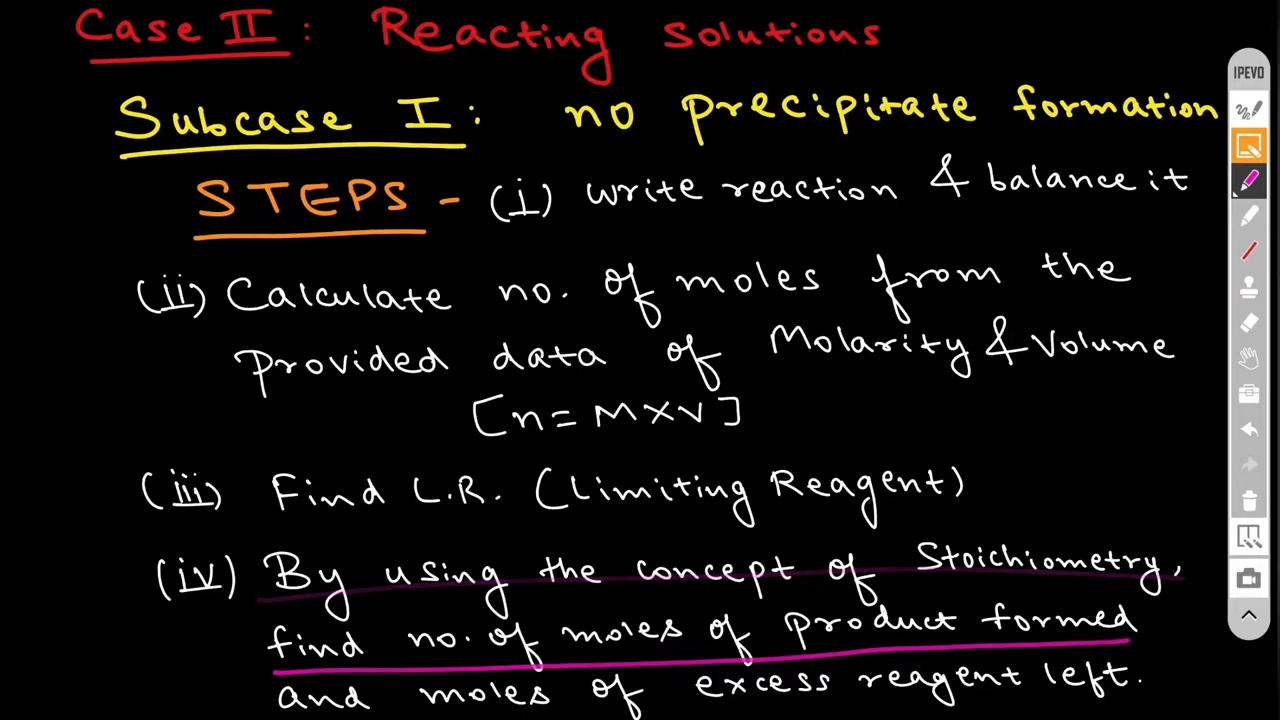 Case II : Reacting solutions
IPEVO
Subcase I : no precipitate formation
STEPS - (i) write reaction & balance it
(ii) Calculate no. of moles from the
provided data of Molarity & Volume
[n = M×V]
(iii) Find L.R. (Limiting Reagent)
(iv) By using the concept of Stoichiometry,
find no. of moles of product formed
and moles of excess reagent left.